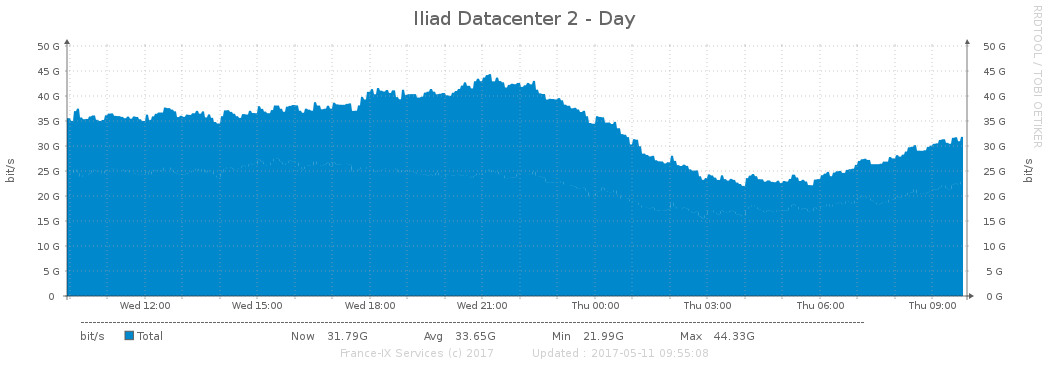 Iliad Datacenter 2 - Day
RRDTOOL / TOBI OETIKER
50 G 50 G
45 G 45 G
40 G 40 G
35 G 35 G
30 G 30 G
25 G 25 G
20 G 20 G
15 G 15 G
10 G 10 G
5 G 5 G
0 0 G
bit/s bit/s
Wed 12:00 Wed 15:00 Wed 18:00 Wed 21:00 Thu 00:00 Thu 03:00 Thu 06:00 Thu 09:00
bit/s Total Now 31.79G Avg 33.65G Min 21.99G Max 44.33G
France-IX Services (c) 2017 Updated : 2017-05-11 09:55:08